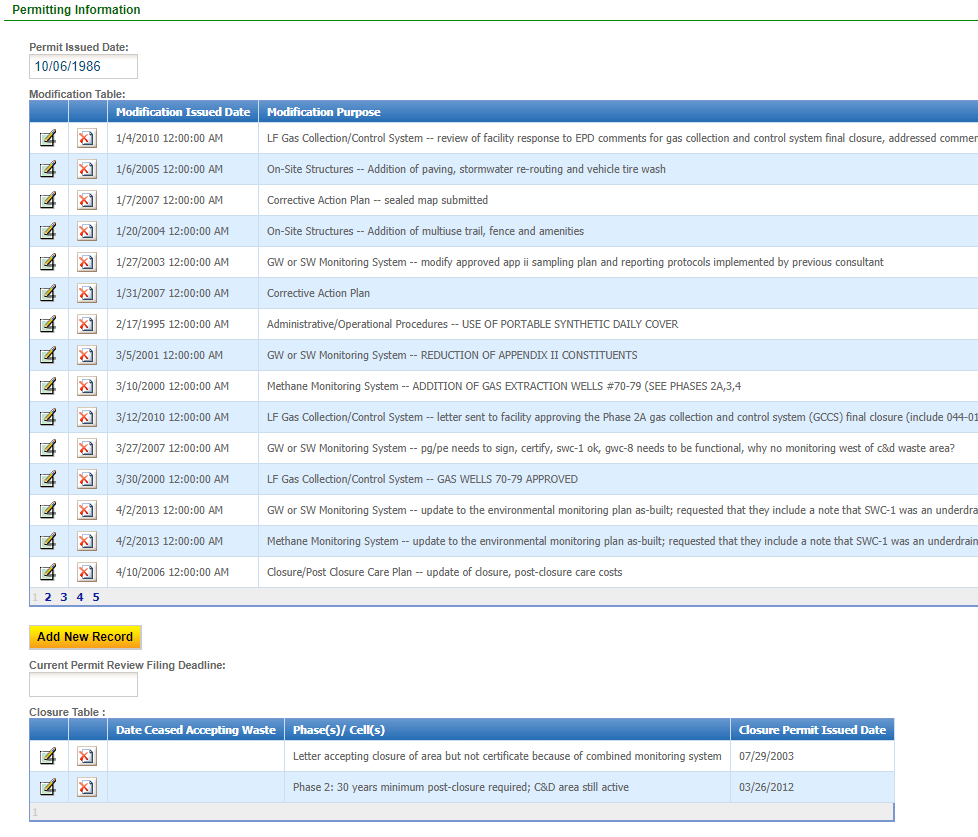 Permitting Information
Permit Issued Date:
10/06/1986
Modification Table:
Modification Issued Date Modification Purpose
1/4/2010 12:00:00 AM LF Gas Collection/Control System -- review of facility response to EPD comments for gas collection and control system final closure, addressed commen
1/6/2005 12:00:00 AM On-Site Structures -- Addition of paving, stormwater re-routing and vehicle tire wash
1/7/2007 12:00:00 AM Corrective Action Plan -- sealed map submitted
1/20/2004 12:00:00 AM On-Site Structures -- Addition of multiuse trail, fence and amenities
1/27/2003 12:00:00 AM GW or SW Monitoring System -- modify approved app ii sampling plan and reporting protocols implemented by previous consultant
1/31/2007 12:00:00 AM Corrective Action Plan
2/17/1995 12:00:00 AM Administrative/Operational Procedures -- USE OF PORTABLE SYNTHETIC DAILY COVER
3/5/2001 12:00:00 AM GW or SW Monitoring System -- REDUCTION OF APPENDIX II CONSTITUENTS
3/10/2000 12:00:00 AM Methane Monitoring System -- ADDITION OF GAS EXTRACTION WELLS #70-79 (SEE PHASES 2A,3,4
3/12/2010 12:00:00 AM LF Gas Collection/Control System -- letter sent to facility approving the Phase 2A gas collection and control system (GCCS) final closure (include 044-01
3/27/2007 12:00:00 AM GW or SW Monitoring System -- pg/pe needs to sign, certify, swc-1 ok, gwc-8 needs to be functional, why no monitoring west of c&d waste area?
3/30/2000 12:00:00 AM LF Gas Collection/Control System -- GAS WELLS 70-79 APPROVED
4/2/2013 12:00:00 AM GW or SW Monitoring System -- update to the environmental monitoring plan as-built; requested that they include a note that SWC-1 was an underdra
4/2/2013 12:00:00 AM Methane Monitoring System -- update to the environmental monitoring plan as-built; requested that they include a note that SWC-1 was an underdrain
4/10/2006 12:00:00 AM Closure/Post Closure Care Plan -- update of closure, post-closure care costs
1 2 3 4 5
Add New Record
Current Permit Review Filing Deadline:
Closure Table :
Date Ceased Accepting Waste Phase(s)/ Cell(s) Closure Permit Issued Date
Letter accepting closure of area but not certificate because of combined monitoring system 07/29/2003
Phase 2: 30 years minimum post-closure required; C&D area still active 03/26/2012
1